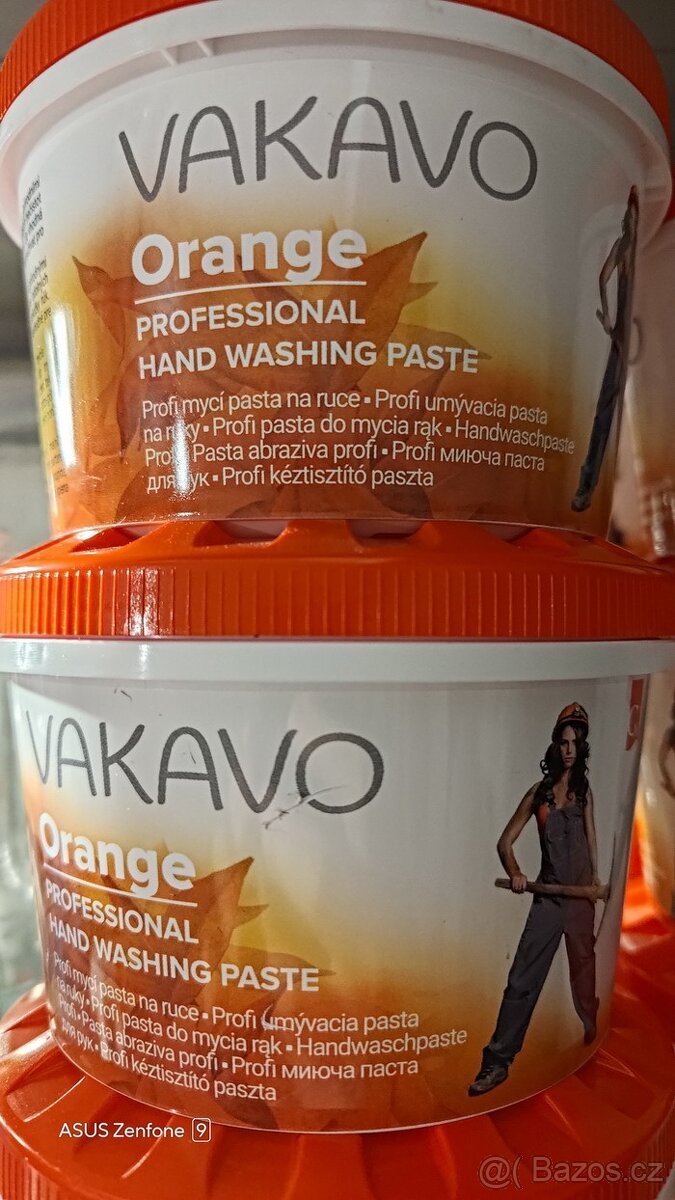 VAKAVO
Orange
PROFESSIONAL
HAND WASHING PASTE
Profi mycí pasta na ruce ▪ Profi umývacia pasta
na ruky ▪ Profi pasta do mycia rąk ▪ Handwaschpaste
Profi ▪ Pasta abraziva profi ▪ Profi миюча паста
для рук ▪ Profi kéztisztító paszta
VAKAVO
Orange
PROFESSIONAL
HAND WASHING PASTE
Profi mycí pasta na ruce ▪ Profi umývacia pasta
na ruky ▪ Profi pasta do mycia rąk ▪ Handwaschpaste
Profi ▪ Pasta abraziva profi ▪ Profi миюча паста
для рук ▪ Profi kéztisztító paszta
ASUS Zenfone 9
@( Bazos.cz